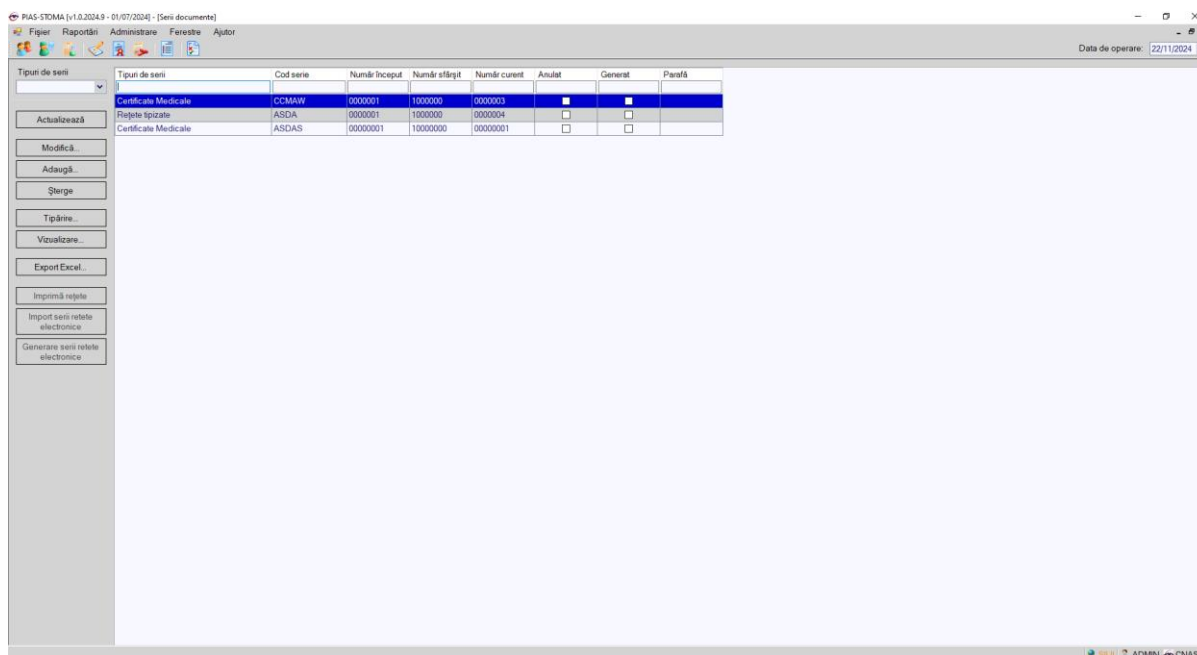 PIAS-STOMA [v1.0.2024.9 - 01/07/2024] - [Serii documente]
Fișier Raportări Administrare Ferestre Ajutor
Data de operare: 22/11/2024
Tipuri de serii
Tipuri de serii Cod serie Număr Început Număr sfârșit Număr curent Anulat Generat Parafă
Certificate Medicale CCMAW 0000001 1000000 0000003
Rețete tipizate ASDA 0000001 1000000 0000004
Certificate Medicale ASDAS 00000001 10000000 00000001
Actualizează
Modifică...
Adaugă...
Șterge
Tipărire...
Vizualizare...
Export Excel...
Imprimă rețete
Import serii retete
electronice
Generare serii retete
electronice
ADMIN CNAS